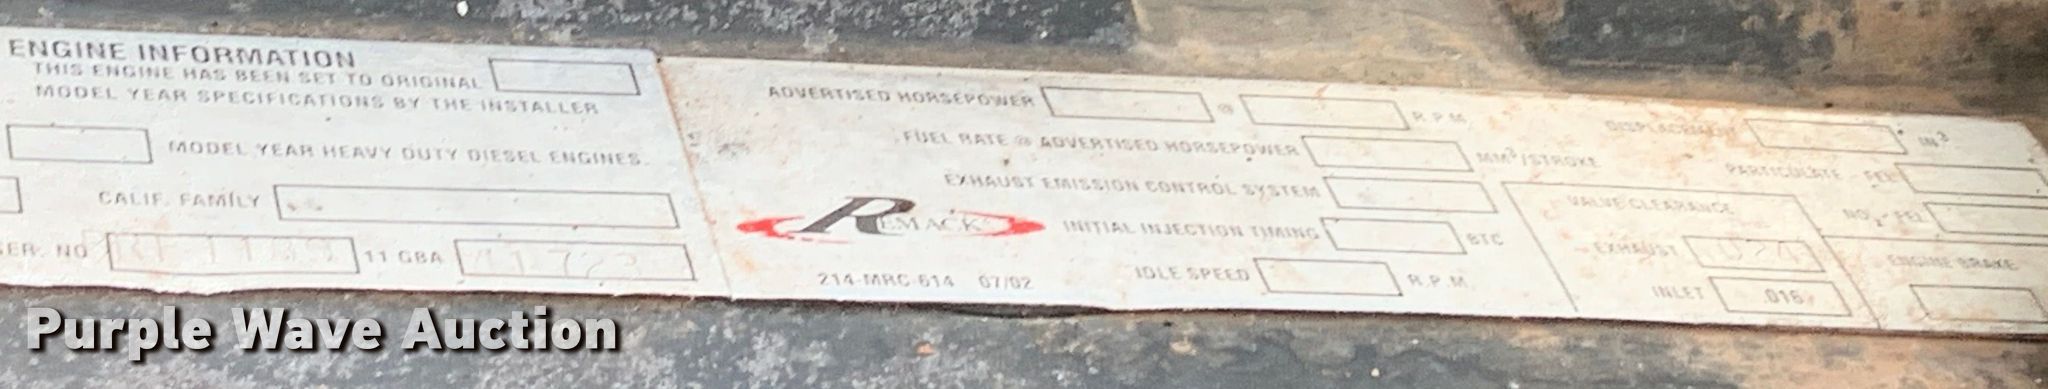 ENGINE INFORMATION
THIS ENGINE HAS BEEN SET TO ORIGINAL
MODEL YEAR SPECIFICATIONS BY THE INSTALLER
MODEL YEAR HEAVY DUTY DIESEL ENGINES.
CALIF. FAMILY
SER. NO
11 GBA
ADVERTISED HORSEPOWER @ R.P.M.
FUEL RATE @ ADVERTISED HORSEPOWER MM³/STROKE
EXHAUST EMISSION CONTROL SYSTEM
REMACK
INITIAL INJECTION TIMING BTC
214-MRC-614 07/02
IDLE SPEED R.P.M.
DISPLACEMENT IN³
PARTICULATE - FEL
VALVE CLEARANCE
NOₓ - FEL
EXHAUST .024
ENGINE BRAKE
INLET .016
Purple Wave Auction